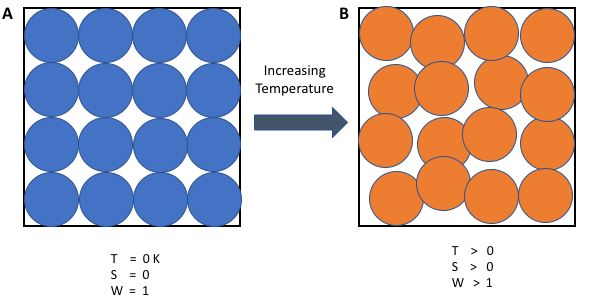 A
B
Increasing
Temperature
T = 0 K
S = 0
W = 1
T > 0
S > 0
W > 1